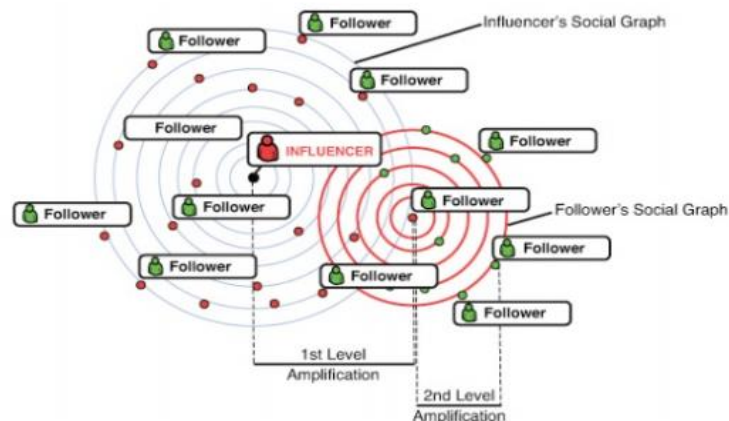 Follower
Influencer's Social Graph
Follower
Follower
Follower
INFLUENCER
Follower
Follower
Follower
Follower
Follower's Social Graph
Follower
Follower
Follower
Follower
1st Level
Amplification
2nd Level
Amplification